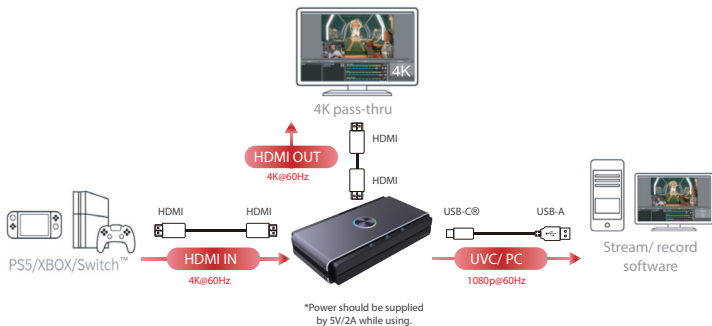 4K
4K pass-thru
HDMI
HDMI OUT
4K@60Hz
HDMI
HDMI
HDMI
USB-C®
USB-A
PS5/XBOX/Switch™
HDMI IN
4K@60Hz
UVC/ PC
1080p@60Hz
Stream/ record
software
*Power should be supplied
by 5V/2A while using.